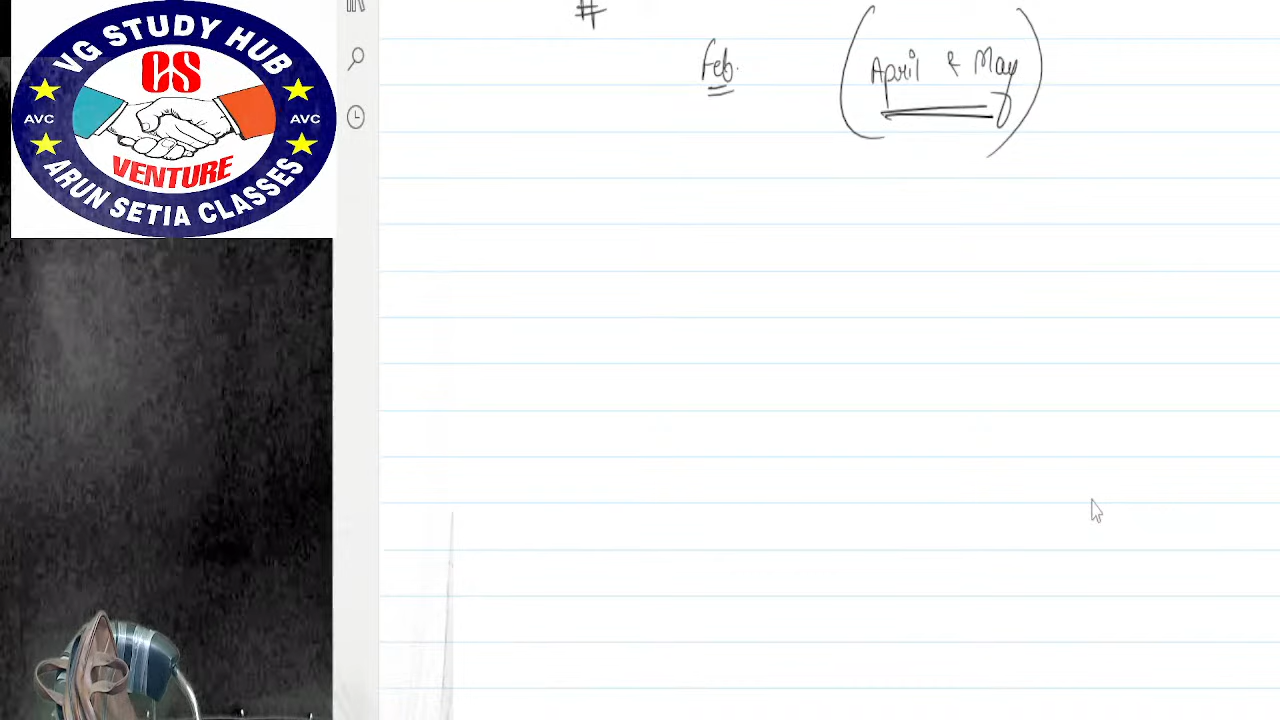 VG STUDY HUB
CS
AVC
AVC
VENTURE
ARUN SETIA CLASSES
#
Feb.
(April & May)